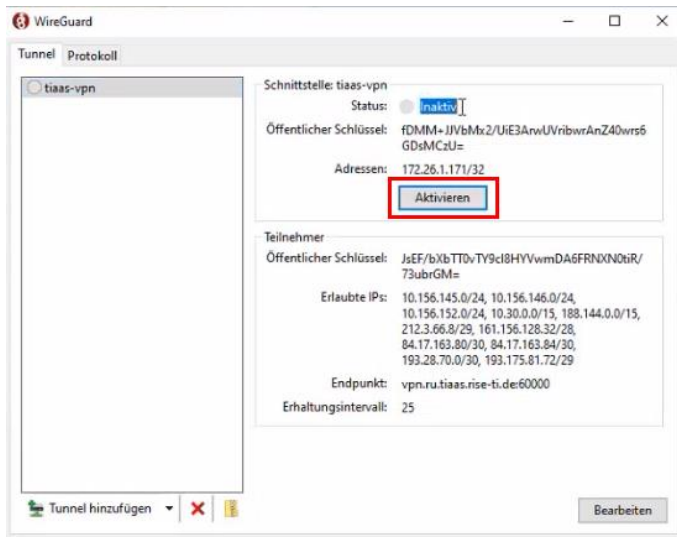 WireGuard
Tunnel Protokoll
tiaas-vpn
Schnittstelle: tiaas-vpn
Status: Inaktiv
Öffentlicher Schlüssel: fDMM+JJVbMx2/UiE3ArwUVribwrAnZ40wrs6
GDsMCzU=
Adressen: 172.26.1.171/32
Aktivieren
Teilnehmer
Öffentlicher Schlüssel: JsEF/bXbTT0vTY9cI8HYVwmDA6FRNXN0tiR/
73ubrGM=
Erlaubte IPs: 10.156.145.0/24, 10.156.146.0/24,
10.156.152.0/24, 10.30.0.0/15, 188.144.0.0/15,
212.3.66.8/29, 161.156.128.32/28,
84.17.163.80/30, 84.17.163.84/30,
193.28.70.0/30, 193.175.81.72/29
Endpunkt: vpn.ru.tiaas.rise-ti.de:60000
Erhaltungsintervall: 25
Tunnel hinzufügen
Bearbeiten